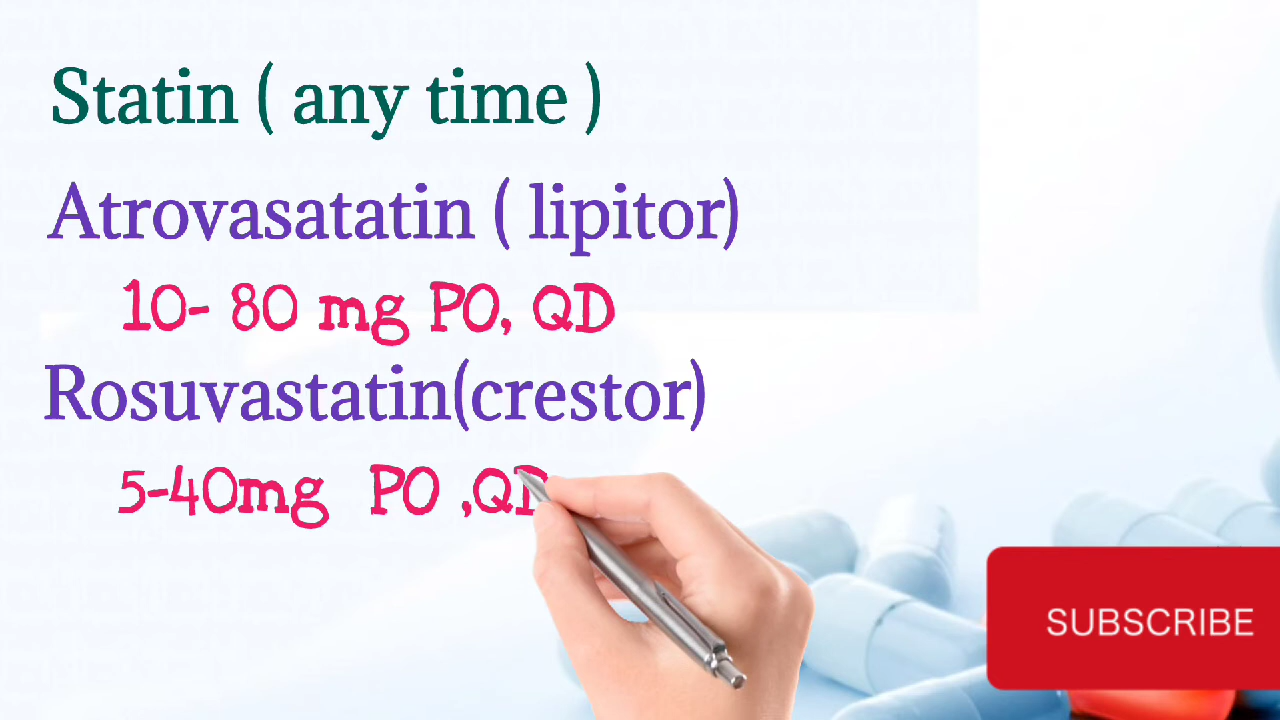 Statin ( any time )
Atrovasatatin ( lipitor)
10- 80 mg PO, QD
Rosuvastatin(crestor)
5-40mg PO ,QD
SUBSCRIBE